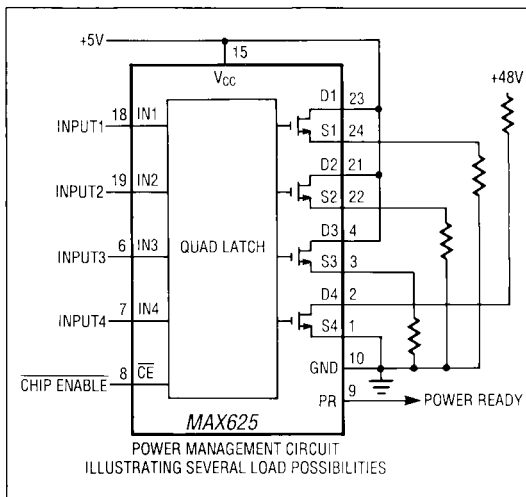 +5V
15
VCC
+48V
D1 23
18 IN1
INPUT1
S1 24
D2 21
19 IN2
INPUT2
S2 22
D3 4
QUAD LATCH
6 IN3
INPUT3
S3 3
D4 2
7 IN4
INPUT4
S4 1
GND 10
8 CE
CHIP ENABLE
PR 9
POWER READY
MAX625
POWER MANAGEMENT CIRCUIT
ILLUSTRATING SEVERAL LOAD POSSIBILITIES